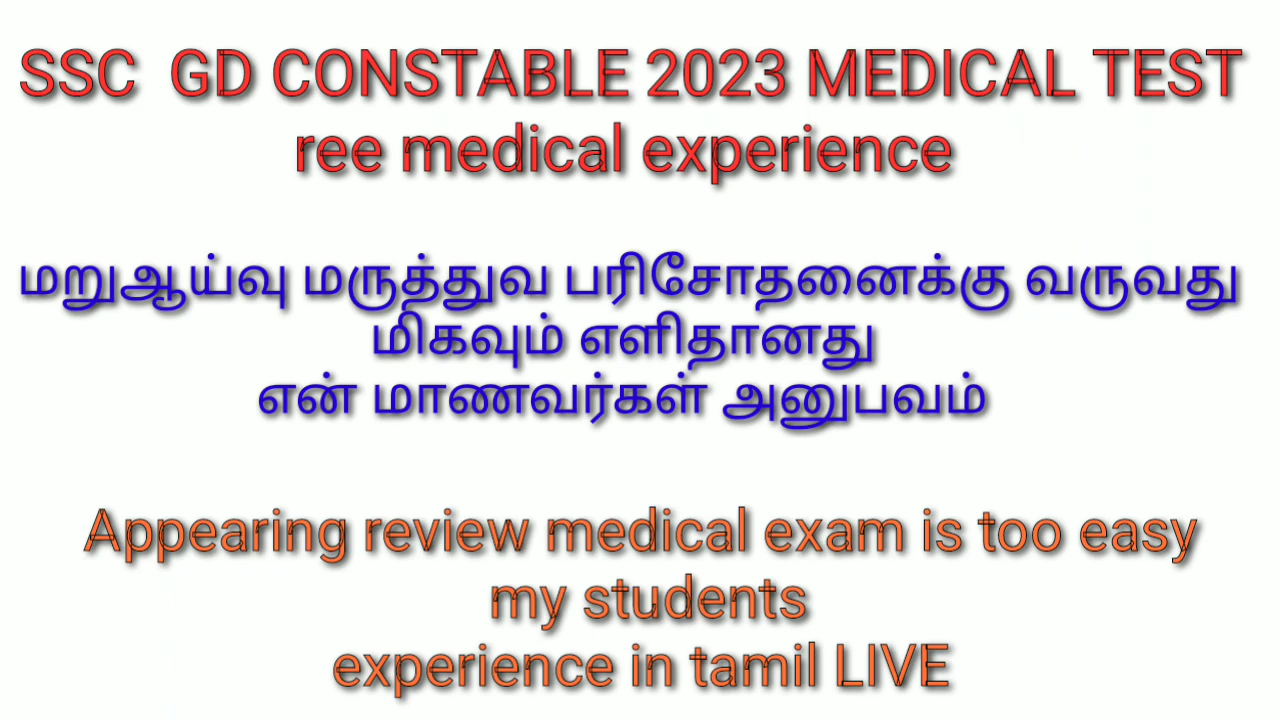 SSC GD CONSTABLE 2023 MEDICAL TEST
ree medical experience
மறுஆய்வு மருத்துவ பரிசோதனைக்கு வருவது
மிகவும் எளிதானது
என் மாணவர்கள் அனுபவம்
Appearing review medical exam is too easy
my students
experience in tamil LIVE